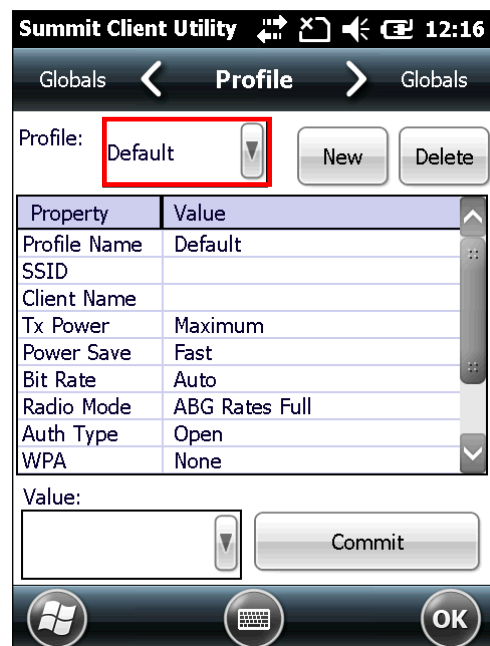 Summit Client Utility 12:16
Globals Profile Globals
Profile: Default New Delete
Property Value
Profile Name Default
SSID
Client Name
Tx Power Maximum
Power Save Fast
Bit Rate Auto
Radio Mode ABG Rates Full
Auth Type Open
WPA None
Value:
Commit
OK